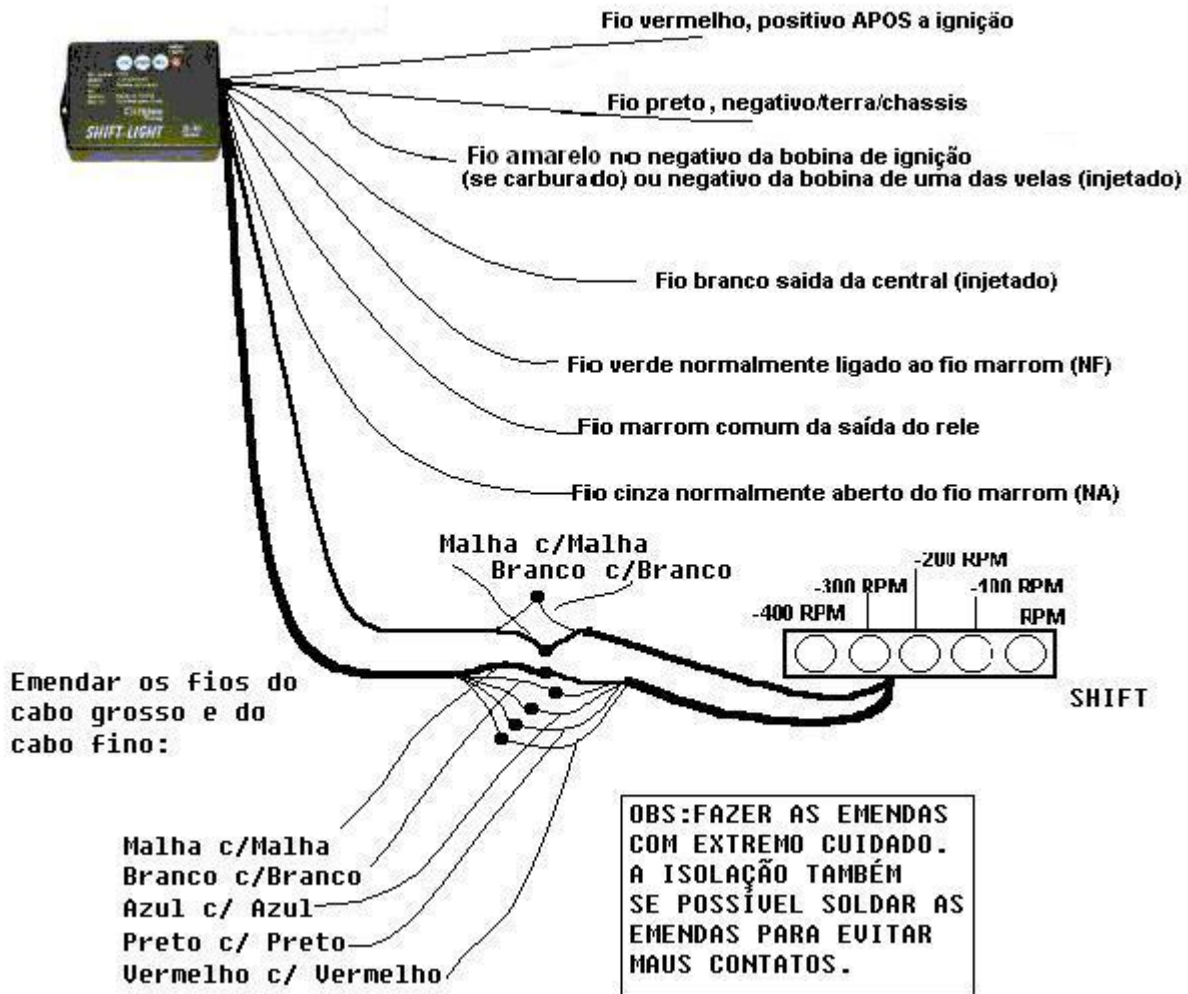 Fio vermelho, positivo APOS a ignição
Fio preto , negativo/terra/chassis
SHIFT-LIGHT
Fio amarelo no negativo da bobina de ignição
(se carburado) ou negativo da bobina de uma das velas (injetado)
Fio branco saida da central (injetado)
Fio verde normalmente ligado ao fio marrom (NF)
Fio marrom comum da saída do rele
Fio cinza normalmente aberto do fio marrom (NA)
Malha c/Malha
Branco c/Branco
-200 RPM
-300 RPM
-100 RPM
-400 RPM
RPM
SHIFT
Emendar os fios do
cabo grosso e do
cabo fino:
Malha c/Malha
Branco c/Branco
Azul c/ Azul
Preto c/ Preto
Vermelho c/ Vermelho
OBS:FAZER AS EMENDAS
COM EXTREMO CUIDADO.
A ISOLAÇÃO TAMBÉM
SE POSSÍVEL SOLDAR AS
EMENDAS PARA EVITAR
MAUS CONTATOS.